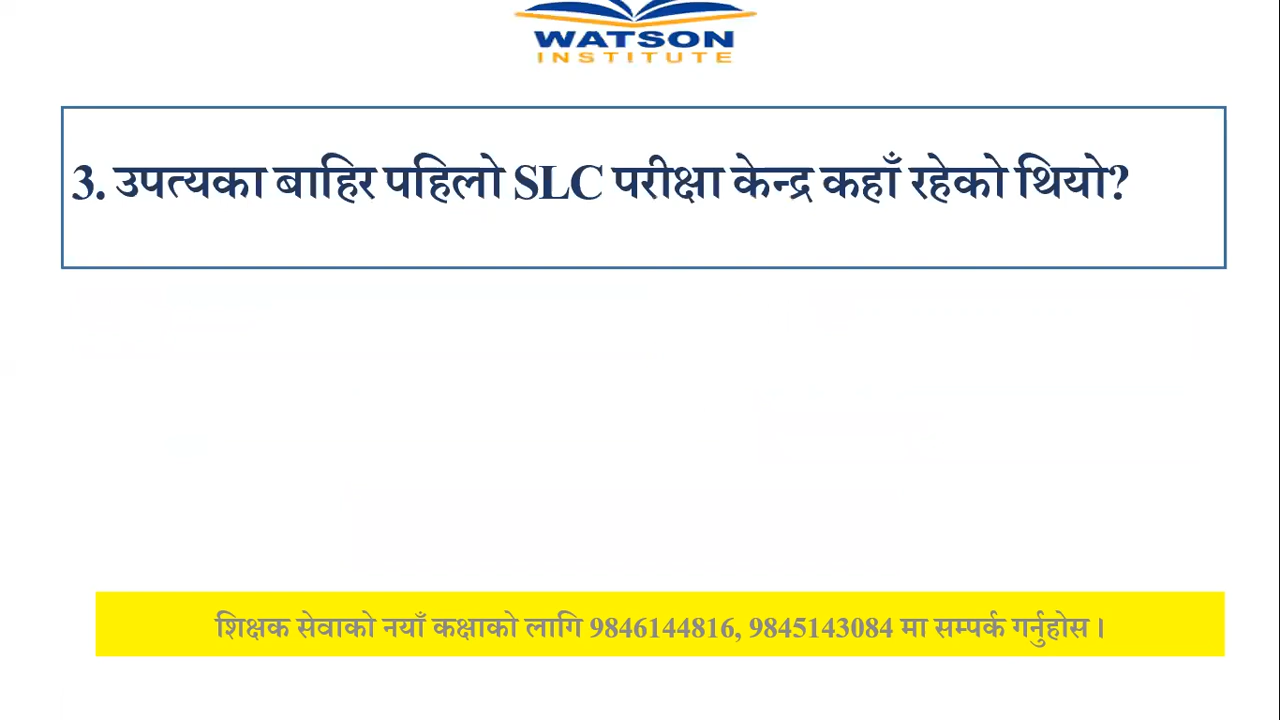 WATSON
INSTITUTE
3. उपत्यका बाहिर पहिलो SLC परीक्षा केन्द्र कहाँ रहेको थियो?
शिक्षक सेवाको नयाँ कक्षाको लागि 9846144816, 9845143084 मा सम्पर्क गर्नुहोस ।